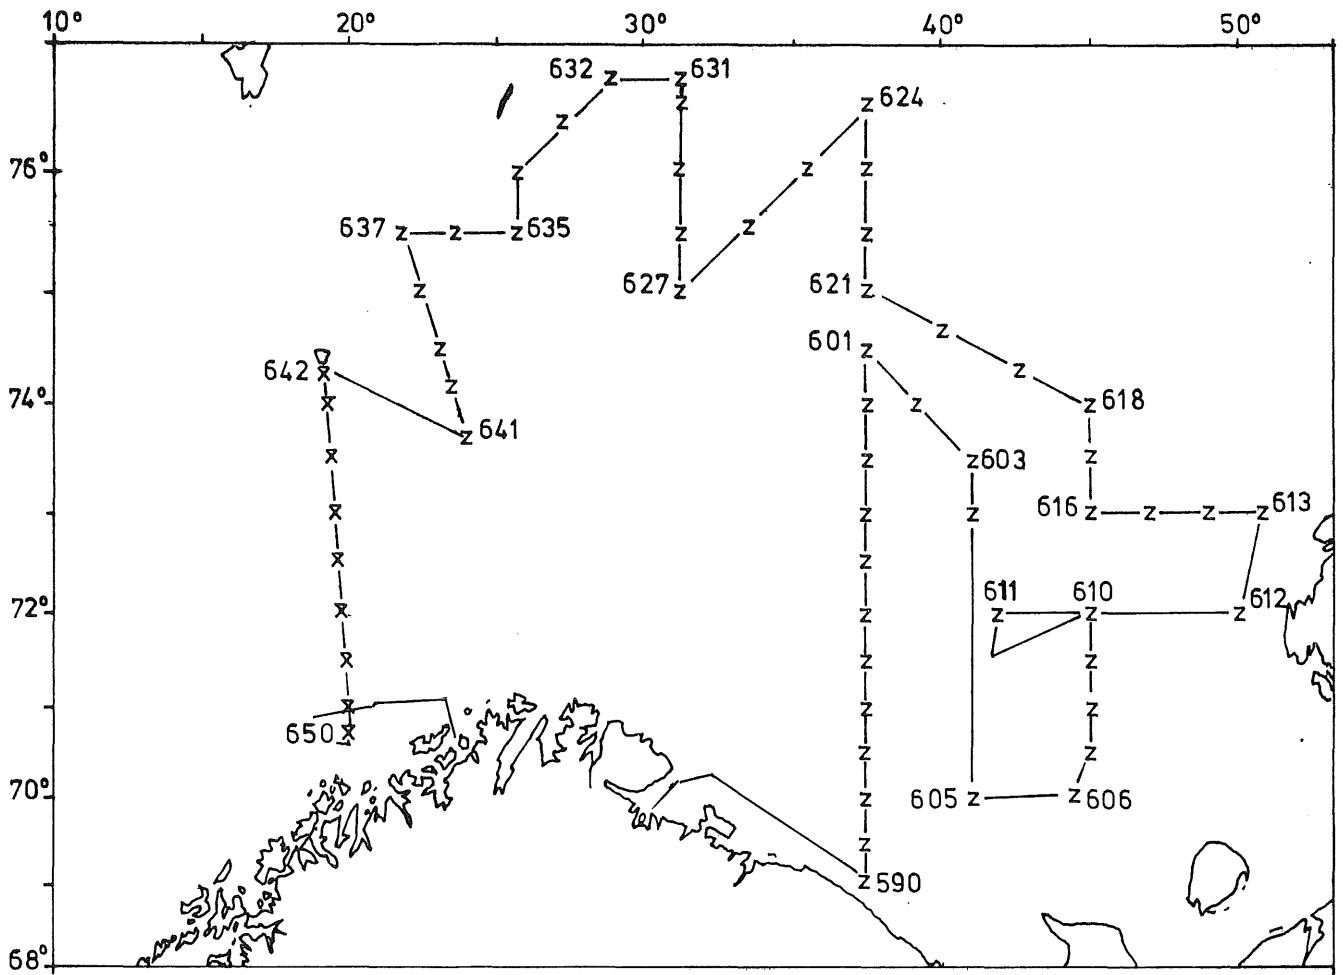 10° 20° 30° 40° 50°
632 Z Z 631
Z
Z Z 624
76° Z Z Z Z
637 Z Z Z 635 Z Z Z
Z 627 Z 621 Z
Z
Z 601 Z
642 X Z Z
74° X Z Z Z 618
Z 641
X Z Z 603 Z
X Z Z 616 Z Z Z Z 613
X Z
611 610
72° X Z Z Z Z 612
X Z Z
X Z Z
650 X
Z Z
70° Z 605 Z Z 606
Z
Z 590
68°